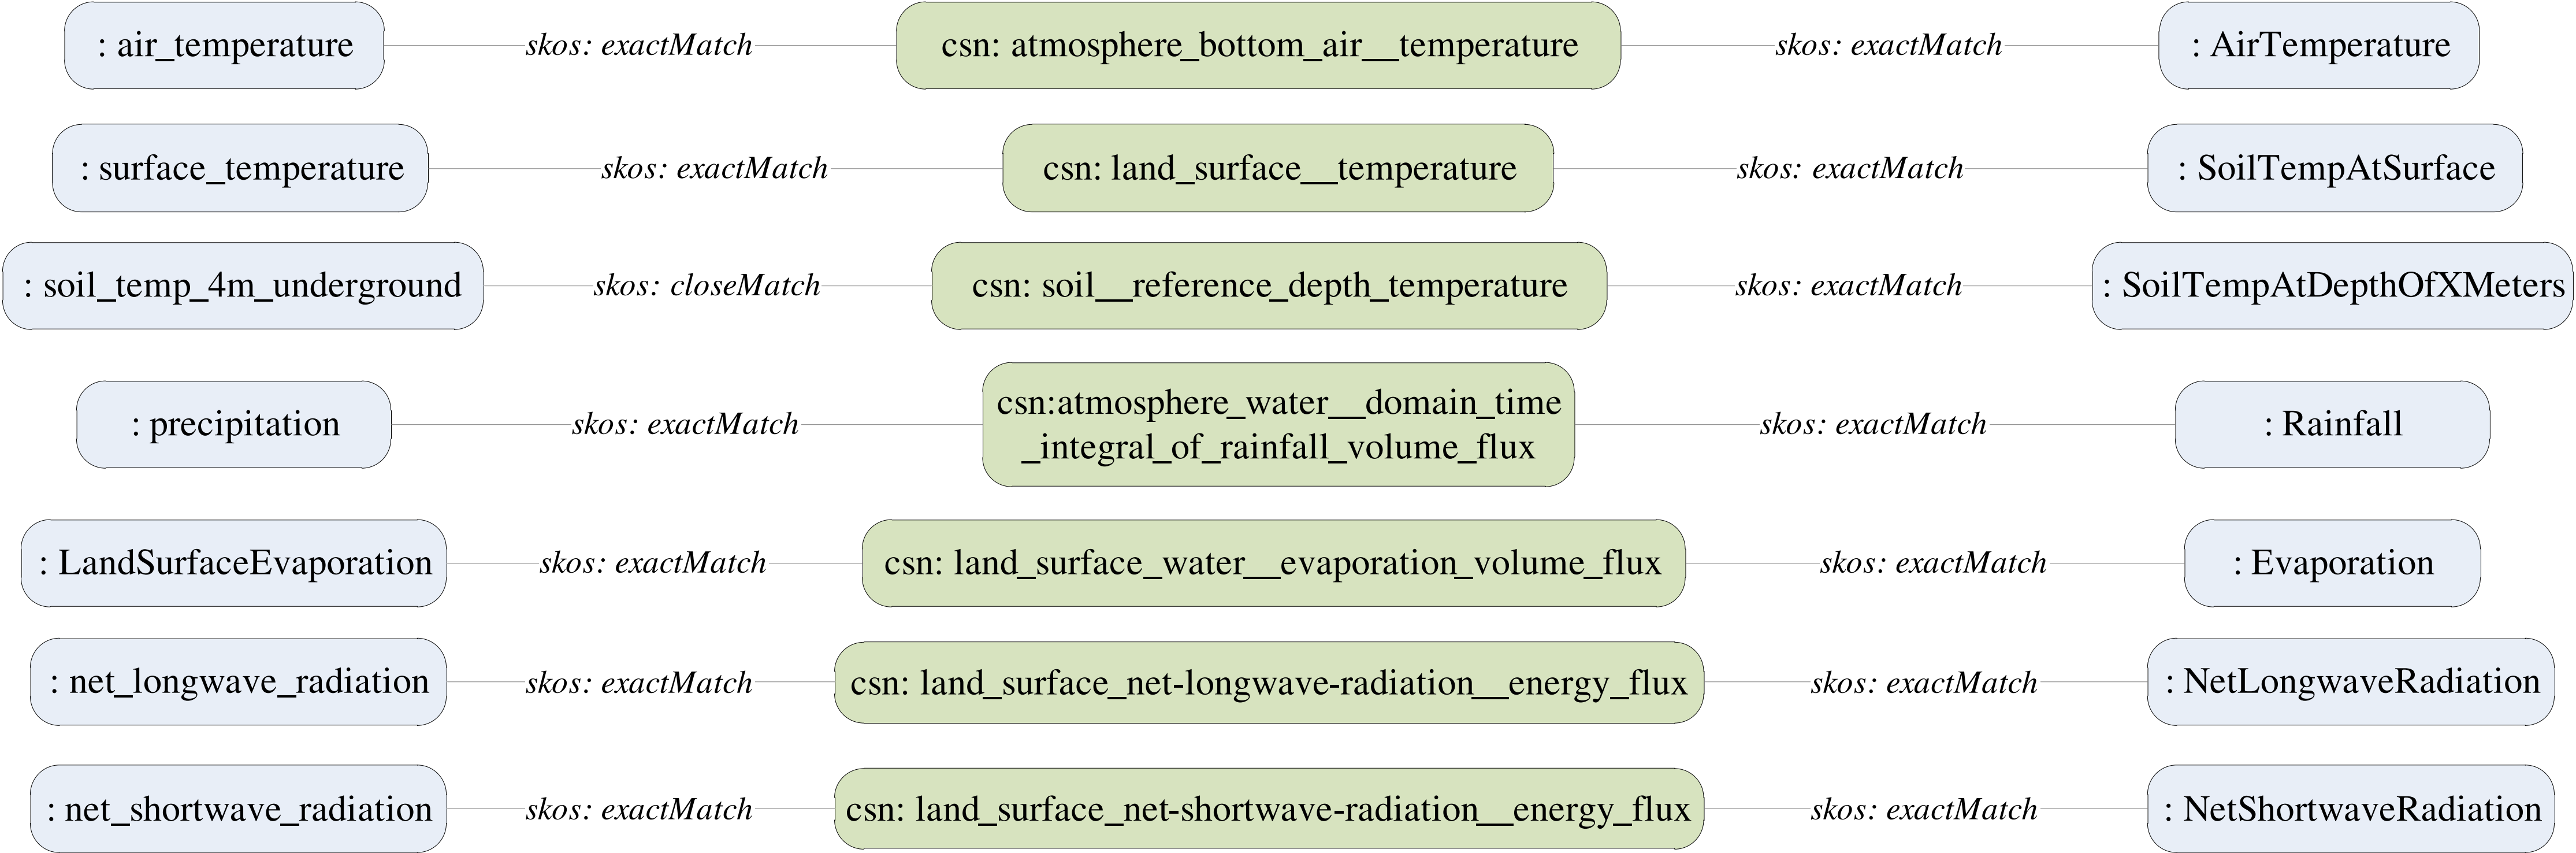 : air_temperature skos: exactMatch csn: atmosphere_bottom_air__temperature skos: exactMatch : AirTemperature
: surface_temperature skos: exactMatch csn: land_surface__temperature skos: exactMatch : SoilTempAtSurface
: soil_temp_4m_underground skos: closeMatch csn: soil__reference_depth_temperature skos: exactMatch : SoilTempAtDepthOfXMeters
: precipitation skos: exactMatch csn:atmosphere_water__domain_time
_integral_of_rainfall_volume_flux skos: exactMatch : Rainfall
: LandSurfaceEvaporation skos: exactMatch csn: land_surface_water__evaporation_volume_flux skos: exactMatch : Evaporation
: net_longwave_radiation skos: exactMatch csn: land_surface_net-longwave-radiation__energy_flux skos: exactMatch : NetLongwaveRadiation
: net_shortwave_radiation skos: exactMatch csn: land_surface_net-shortwave-radiation__energy_flux skos: exactMatch : NetShortwaveRadiation